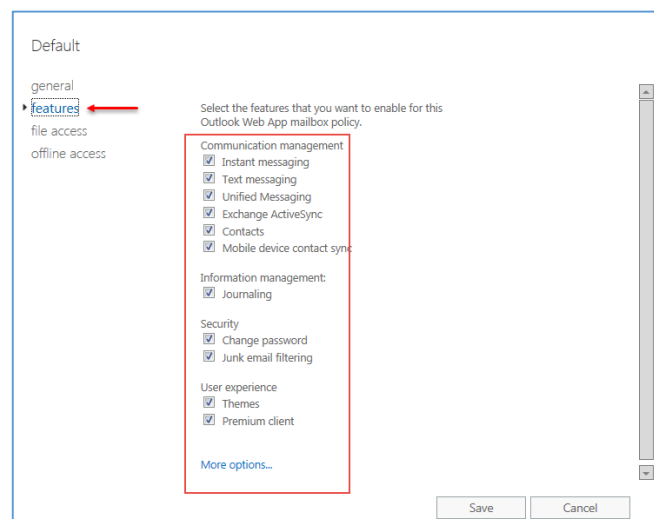 Default
general
features
file access
offline access
Select the features that you want to enable for this
Outlook Web App mailbox policy.
Communication management
Instant messaging
Text messaging
Unified Messaging
Exchange ActiveSync
Contacts
Mobile device contact sync
Information management:
Journaling
Security
Change password
Junk email filtering
User experience
Themes
Premium client
More options...
Save
Cancel